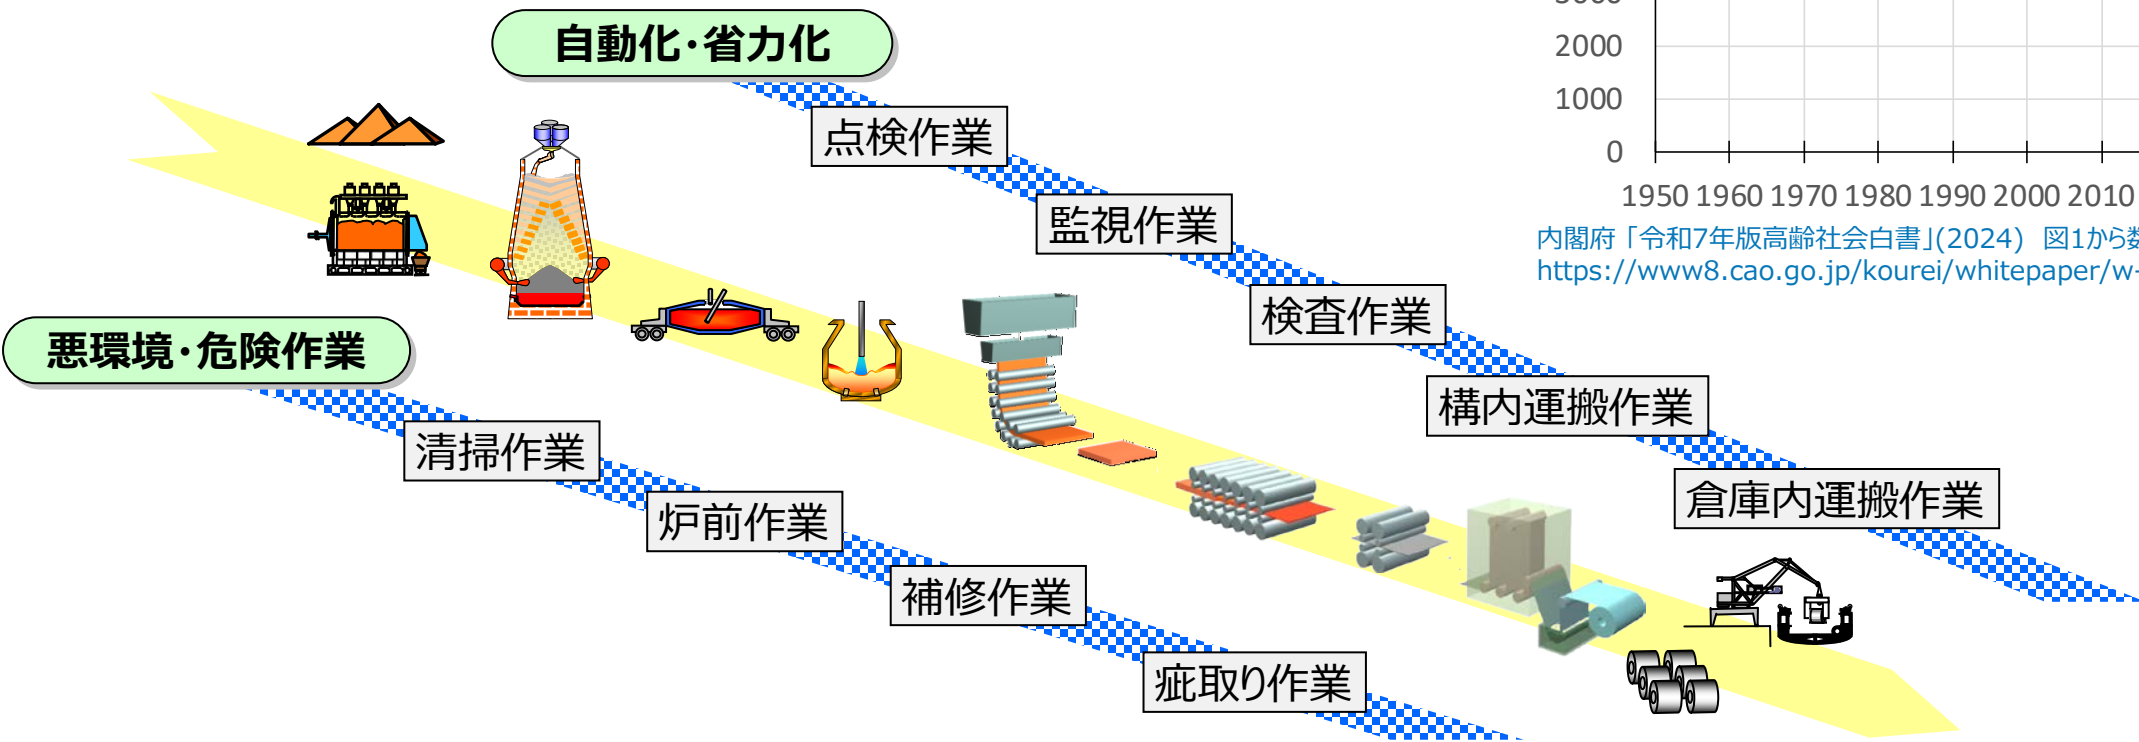 自動化・省力化
点検作業
監視作業
検査作業
構内運搬作業
倉庫内運搬作業
悪環境・危険作業
清掃作業
炉前作業
補修作業
疵取り作業
2000
1000
0
1950 1960 1970 1980 1990 2000 2010
内閣府「令和7年版高齢社会白書」(2024) 図1から
https://www8.cao.go.jp/kourei/whitepaper/w-